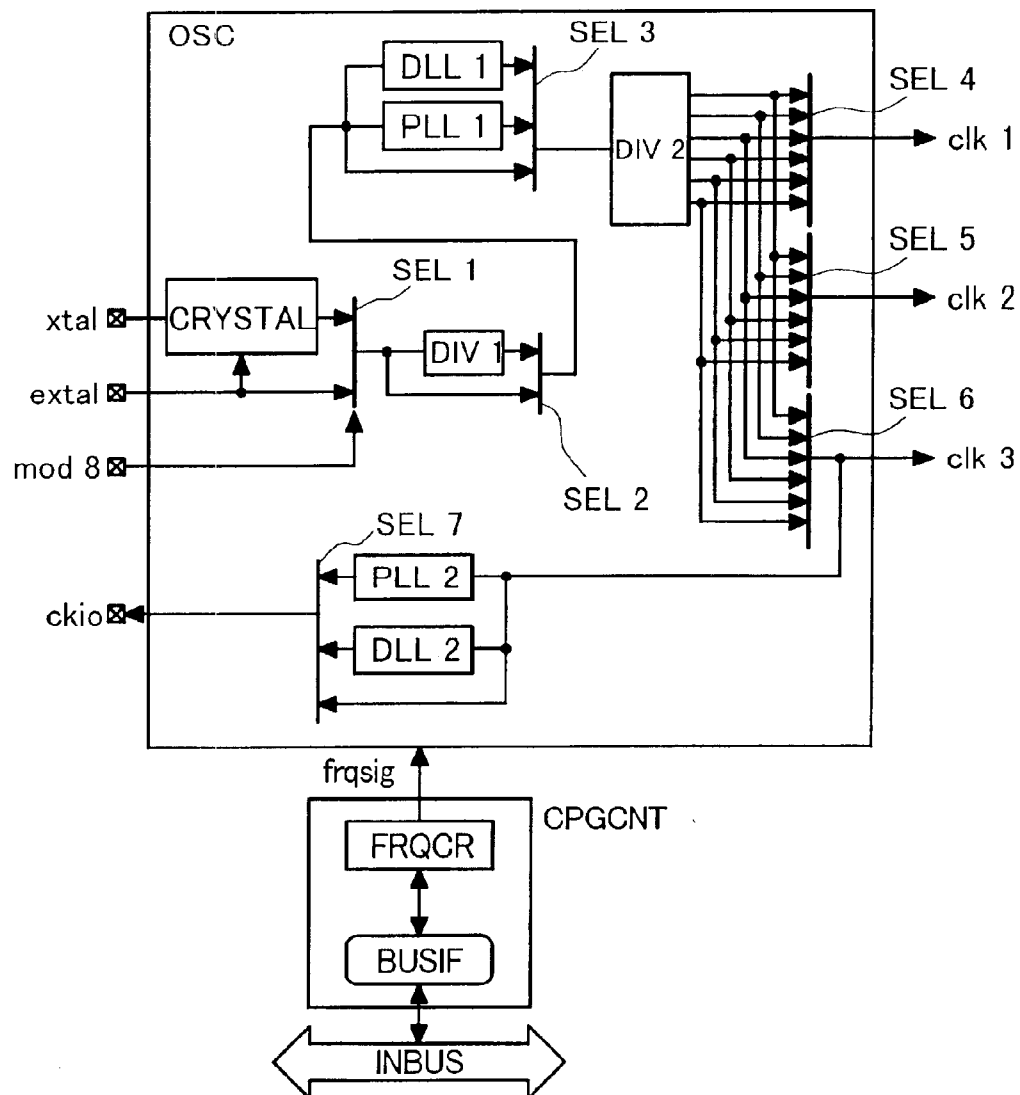 OSC
SEL 3
DLL 1
PLL 1
DIV 2
SEL 4
clk 1
SEL 5
clk 2
SEL 1
xtal
CRYSTAL
DIV 1
extal
SEL 6
mod 8
clk 3
SEL 2
SEL 7
PLL 2
ckio
DLL 2
frqsig
CPGCNT
FRQCR
BUSIF
INBUS